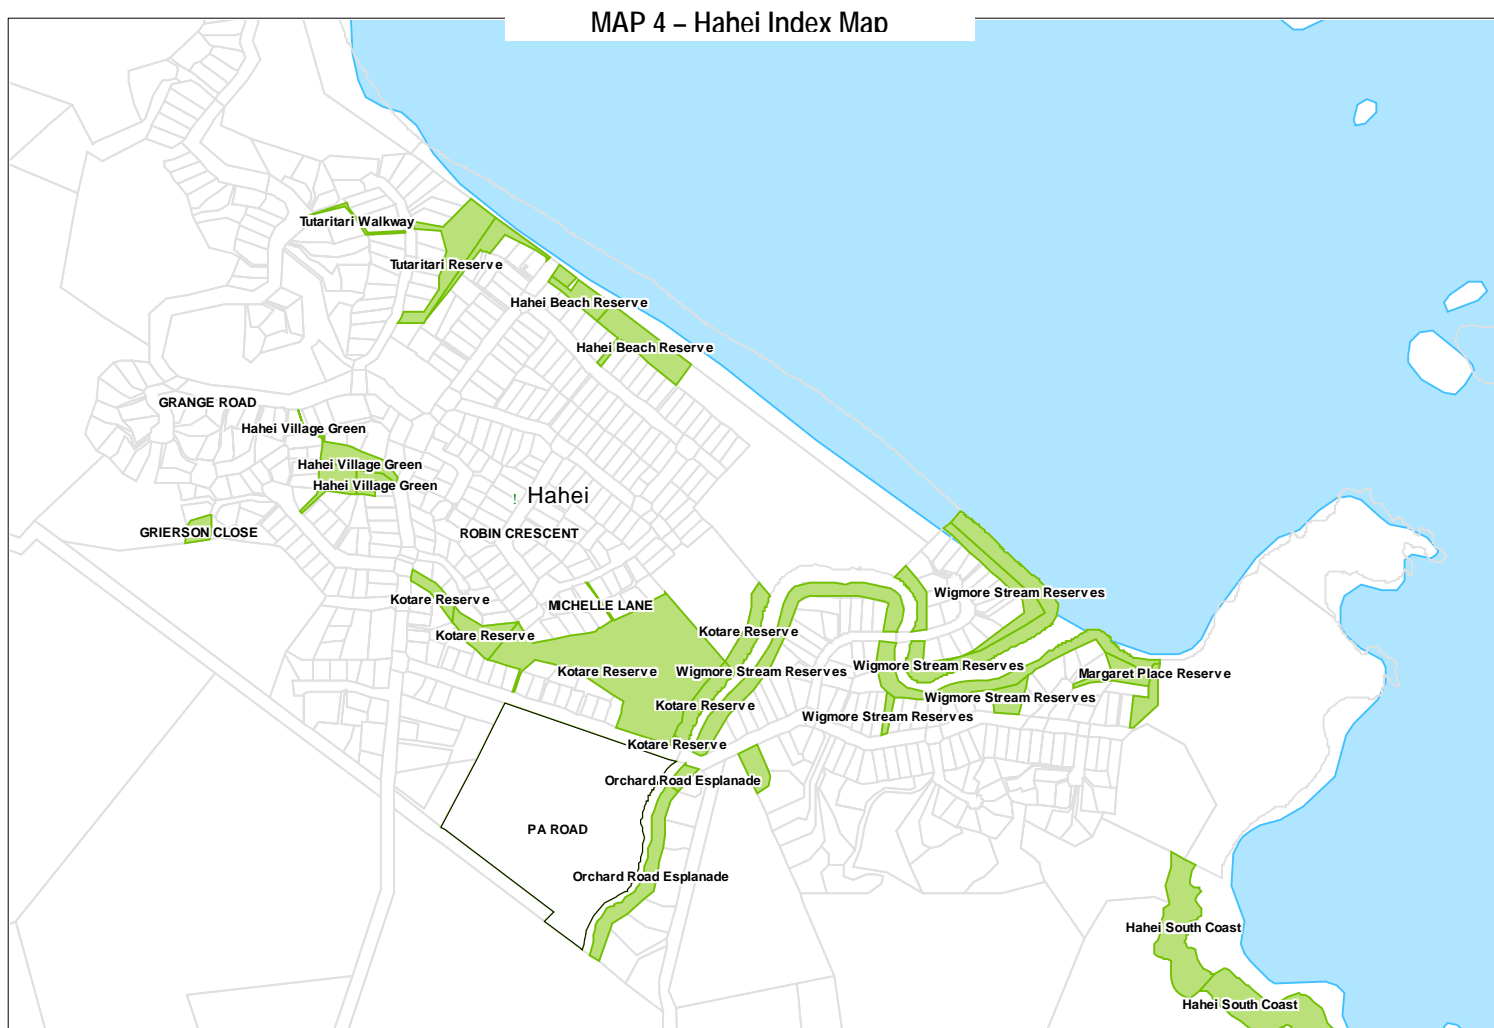 MAP 4 – Hahei Index Map
Tutaritari Walkway
Tutaritari Reserve
Hahei Beach Reserve
Hahei Beach Reserve
GRANGE ROAD
Hahei Village Green
Hahei Village Green
Hahei Village Green
! Hahei
GRIERSON CLOSE
ROBIN CRESCENT
Wigmore Stream Reserves
Kotare Reserve
MICHELLE LANE
Kotare Reserve
Kotare Reserve
Wigmore Stream Reserves
Kotare Reserve
Wigmore Stream Reserves
Margaret Place Reserve
Wigmore Stream Reserves
Kotare Reserve
Wigmore Stream Reserves
Kotare Reserve
Orchard Road Esplanade
PA ROAD
Orchard Road Esplanade
Hahei South Coast
Hahei South Coast